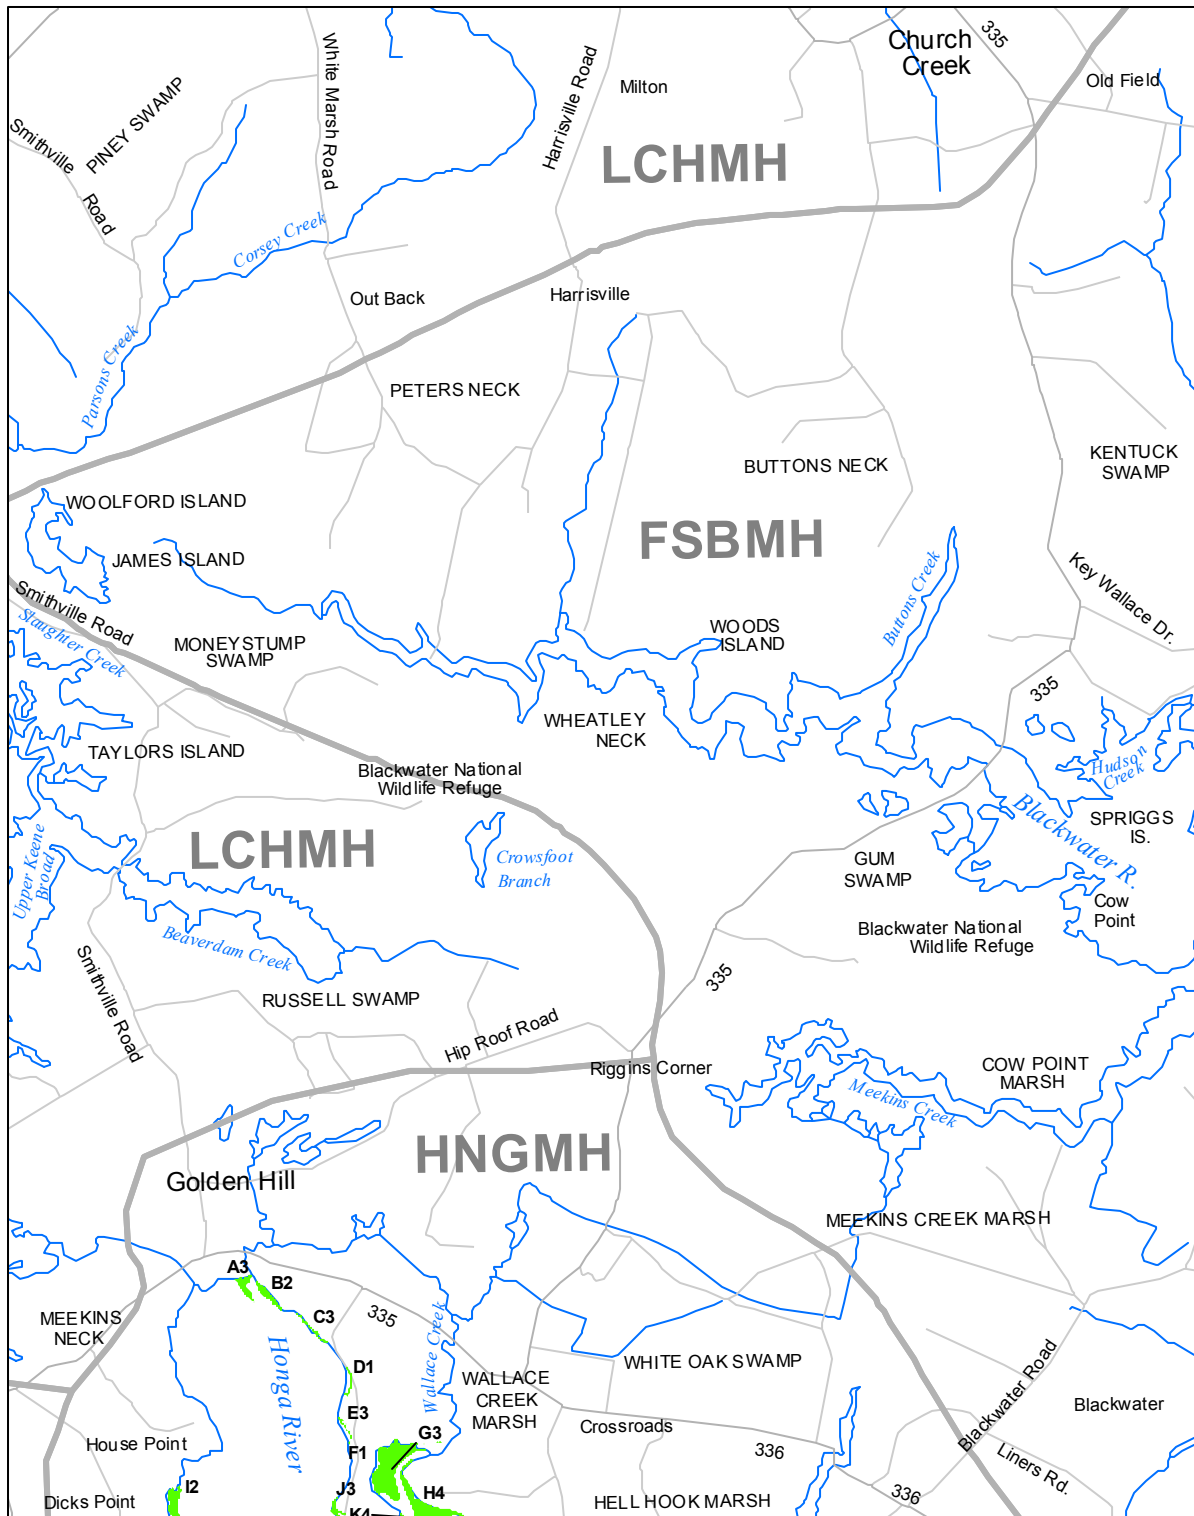 335
Church
Creek
White Marsh Road
Harrisville Road
Milton
Old Field
PINEY SWAMP
Smithville
Road
LCHMH
Corsey Creek
Out Back
Harrisville
Parsons Creek
PETERS NECK
BUTTONS NECK
KENTUCK
SWAMP
WOOLFORD ISLAND
FSBMH
JAMES ISLAND
Smithville Road
Slaughter Creek
Buttons Creek
Key Wallace Dr.
MONEYSTUMP
SWAMP
WOODS
ISLAND
335
WHEATLEY
NECK
TAYLORS ISLAND
Blackwater National
Wildlife Refuge
Hudson
Creek
Blackwater R.
SPRIGGS
IS.
LCHMH
Upper Keene
Broad
Crowsfoot
Branch
GUM
SWAMP
Cow
Point
Blackwater National
Wildlife Refuge
Beaverdam Creek
Smithville Road
335
RUSSELL SWAMP
Hip Roof Road
Riggins Corner
COW POINT
MARSH
Meekins Creek
HNGMH
Golden Hill
MEEKINS CREEK MARSH
A3
B2
C3
335
MEEKINS
NECK
Honga River
Wallace Creek
D1
WALLACE
CREEK
MARSH
WHITE OAK SWAMP
Blackwater Road
Blackwater
E3
Crossroads
G3
House Point
F1
336
Liners Rd.
I2
J3
H4
336
Dicks Point
HELL HOOK MARSH
K4